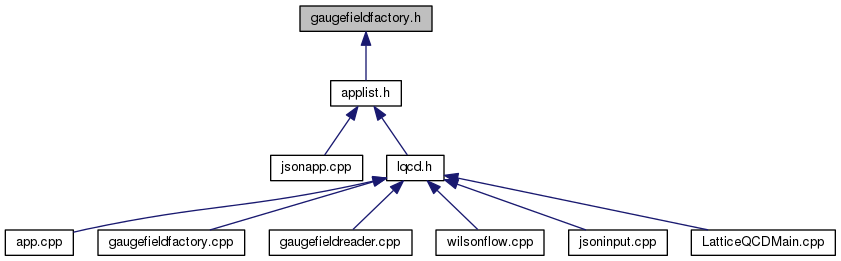 gaugefieldfactory.h
applist.h
jsonapp.cpp
lqcd.h
app.cpp
gaugefieldfactory.cpp
gaugefieldreader.cpp
wilsonflow.cpp
jsoninput.cpp
LatticeQCDMain.cpp